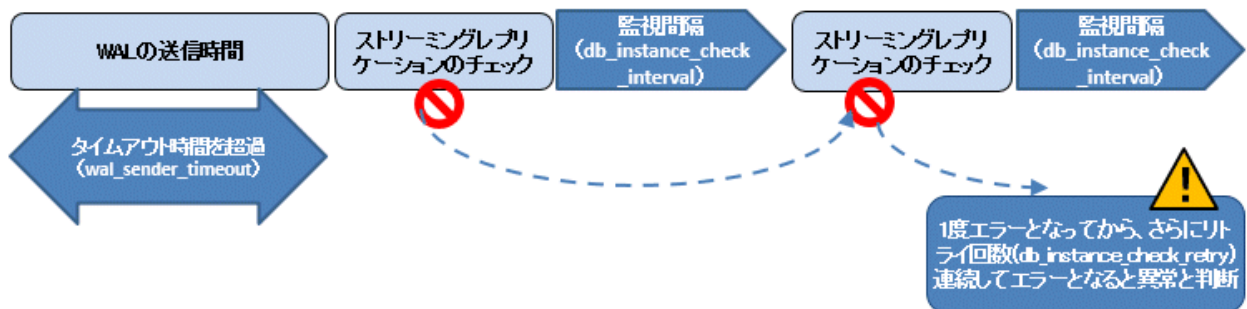 WALの送信時間
ストリーミングレプリ
ケーションのチェック
監視間隔
（db_instance_check
_interval）
ストリーミングレプリ
ケーションのチェック
監視間隔
（db_instance_check
_interval）
タイムアウト時間を超過
（wal_sender_timeout）
1度エラーとなってから、さらにリト
ライ回数(db_instance_check_retry)
連続してエラーとなると異常と判断